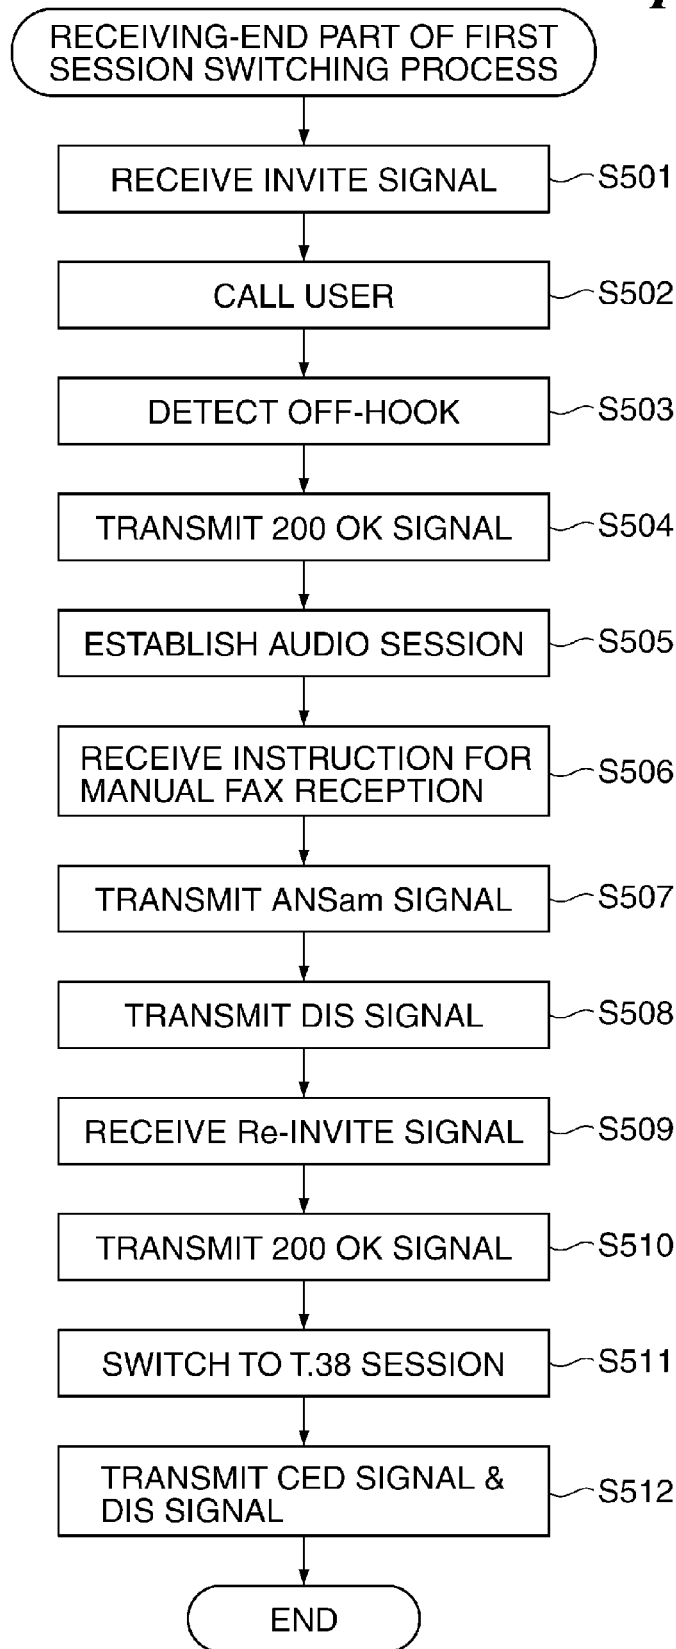 RECEIVING-END PART OF FIRST
SESSION SWITCHING PROCESS
RECEIVE INVITE SIGNAL
S501
CALL USER
S502
DETECT OFF-HOOK
S503
TRANSMIT 200 OK SIGNAL
S504
ESTABLISH AUDIO SESSION
S505
RECEIVE INSTRUCTION FOR
MANUAL FAX RECEPTION
S506
TRANSMIT ANSam SIGNAL
S507
TRANSMIT DIS SIGNAL
S508
RECEIVE Re-INVITE SIGNAL
S509
TRANSMIT 200 OK SIGNAL
S510
SWITCH TO T.38 SESSION
S511
TRANSMIT CED SIGNAL &
DIS SIGNAL
S512
END